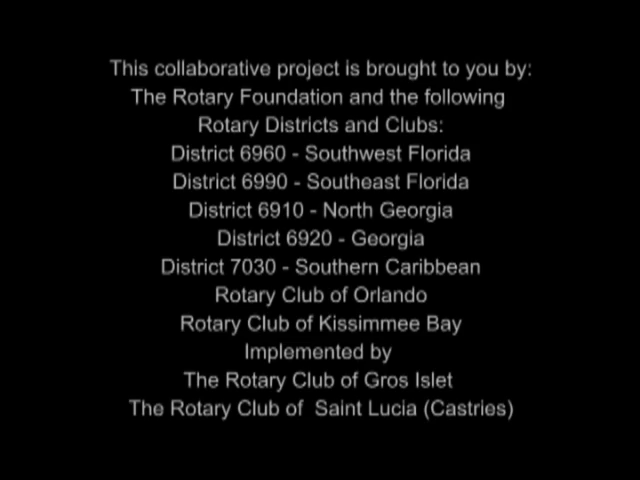 This collaborative project is brought to you by:
The Rotary Foundation and the following
Rotary Districts and Clubs:
District 6960 - Southwest Florida
District 6990 - Southeast Florida
District 6910 - North Georgia
District 6920 - Georgia
District 7030 - Southern Caribbean
Rotary Club of Orlando
Rotary Club of Kissimmee Bay
Implemented by
The Rotary Club of Gros Islet
The Rotary Club of  Saint Lucia (Castries)